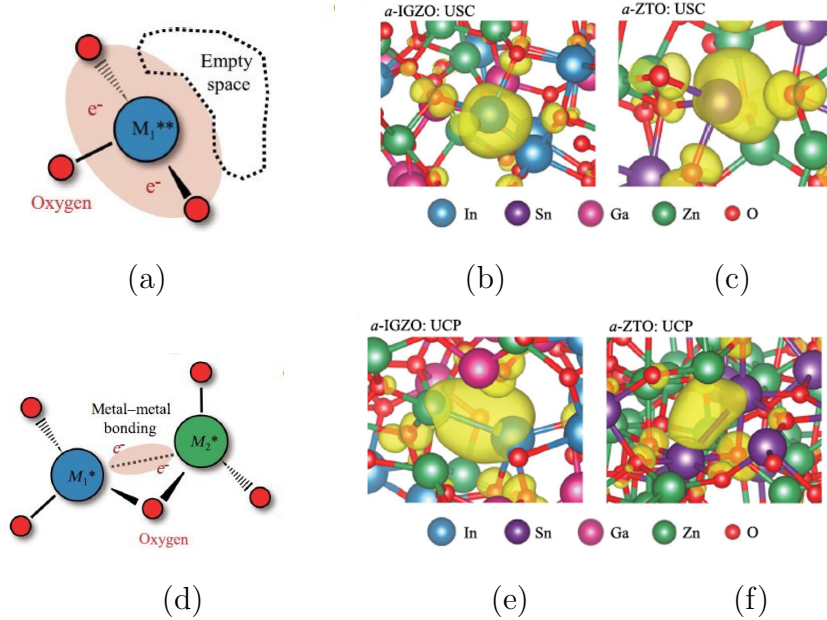 a-IGZO: USC
a-ZTO: USC
Empty
space
e-
M₁**
e-
Oxygen
In Sn Ga Zn O
(a)
(b)
(c)
a-IGZO: UCP
a-ZTO: UCP
Metal–metal
bonding
e-
e-
M₁*
M₂*
Oxygen
In Sn Ga Zn O
(d)
(e)
(f)